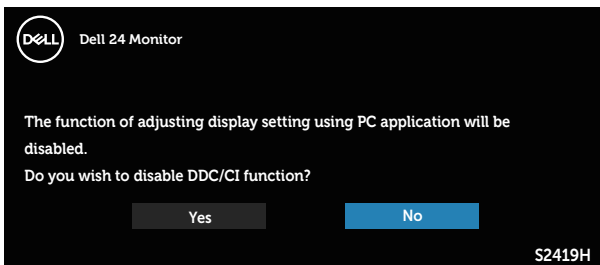 DELL
Dell 24 Monitor
The function of adjusting display setting using PC application will be
disabled.
Do you wish to disable DDC/CI function?
Yes
No
S2419H